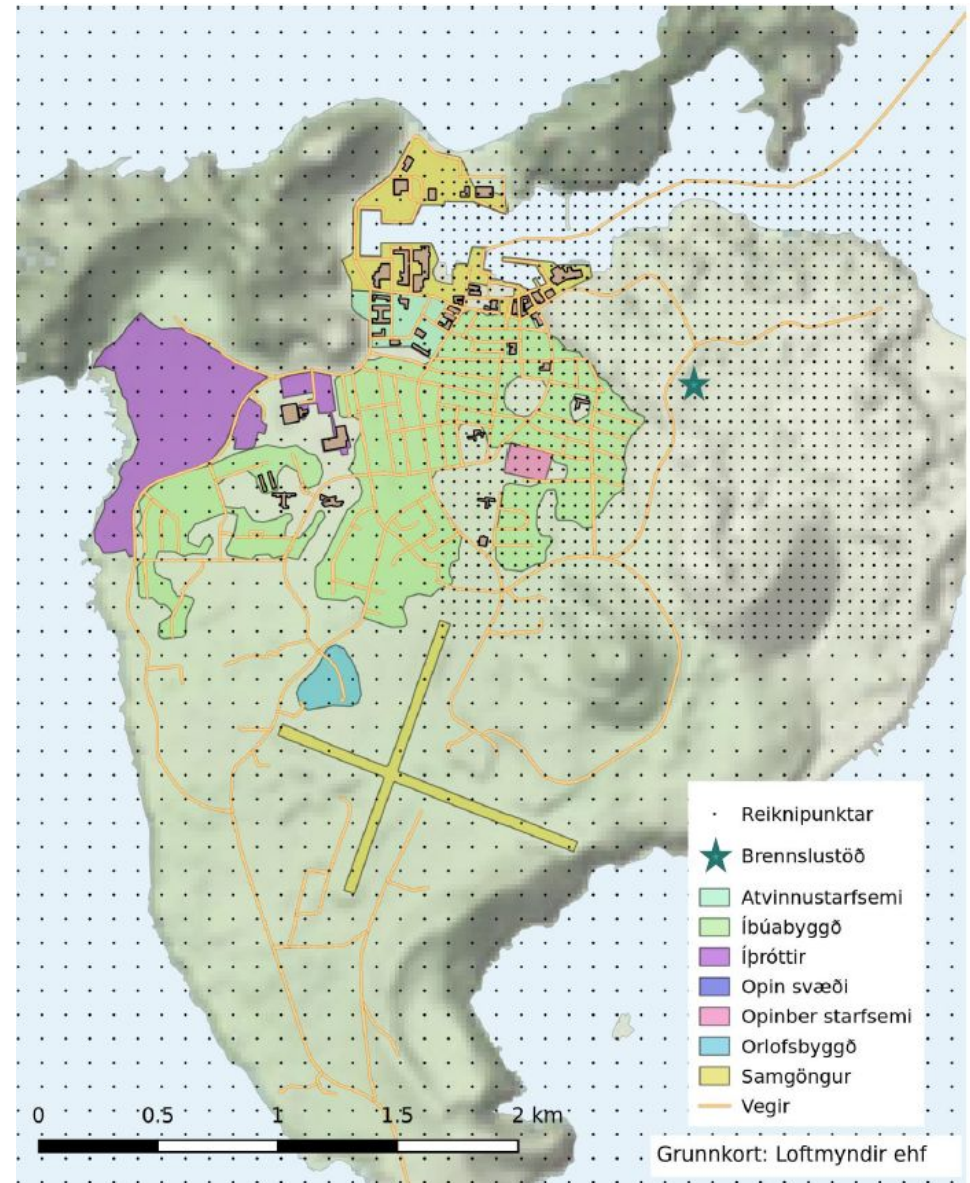 Reiknipunktar
Brennslustöð
Atvinnustarfsemi
Íbúabyggð
Íþróttir
Opin svæði
Opinber starfsemi
Orlofsbyggð
Samgöngur
Vegir
0 0.5 1 1.5 2 km
Grunnkort: Loftmyndir ehf